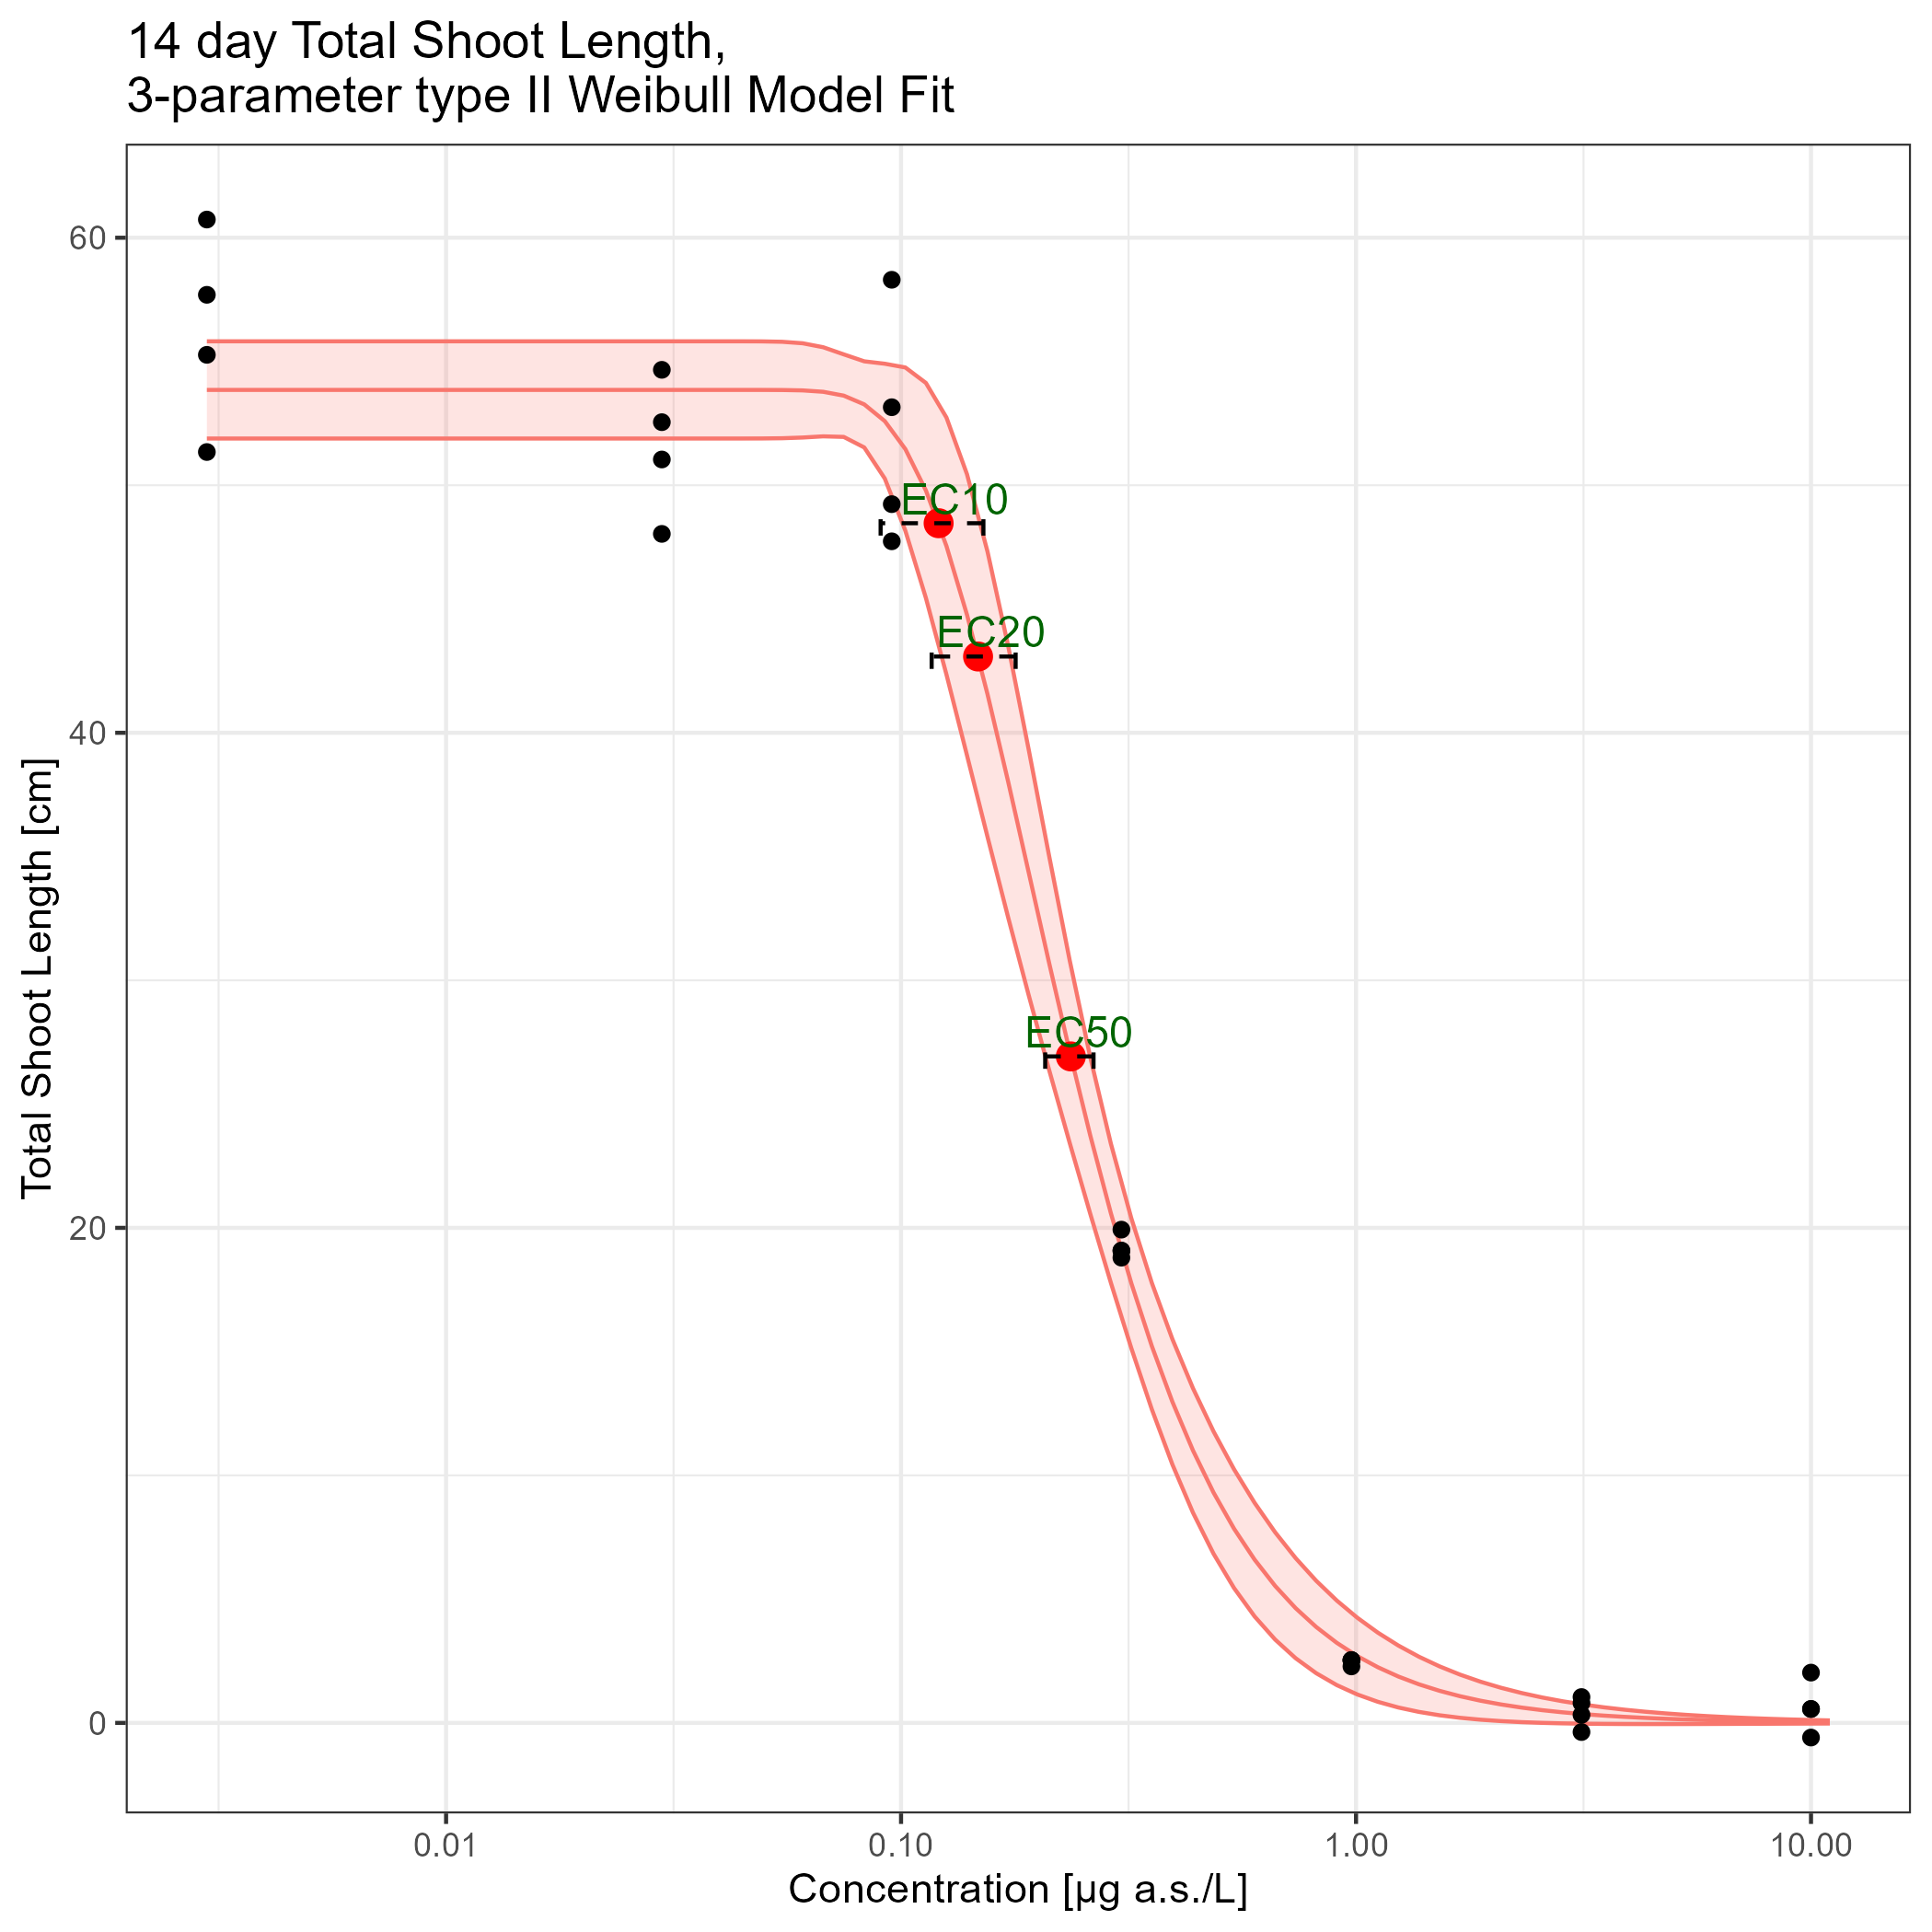 14 day Total Shoot Length,
3-parameter type II Weibull Model Fit
60
40
20
0
Total Shoot Length [cm]
EC10
EC20
EC50
0.01
0.10
1.00
10.00
Concentration [µg a.s./L]